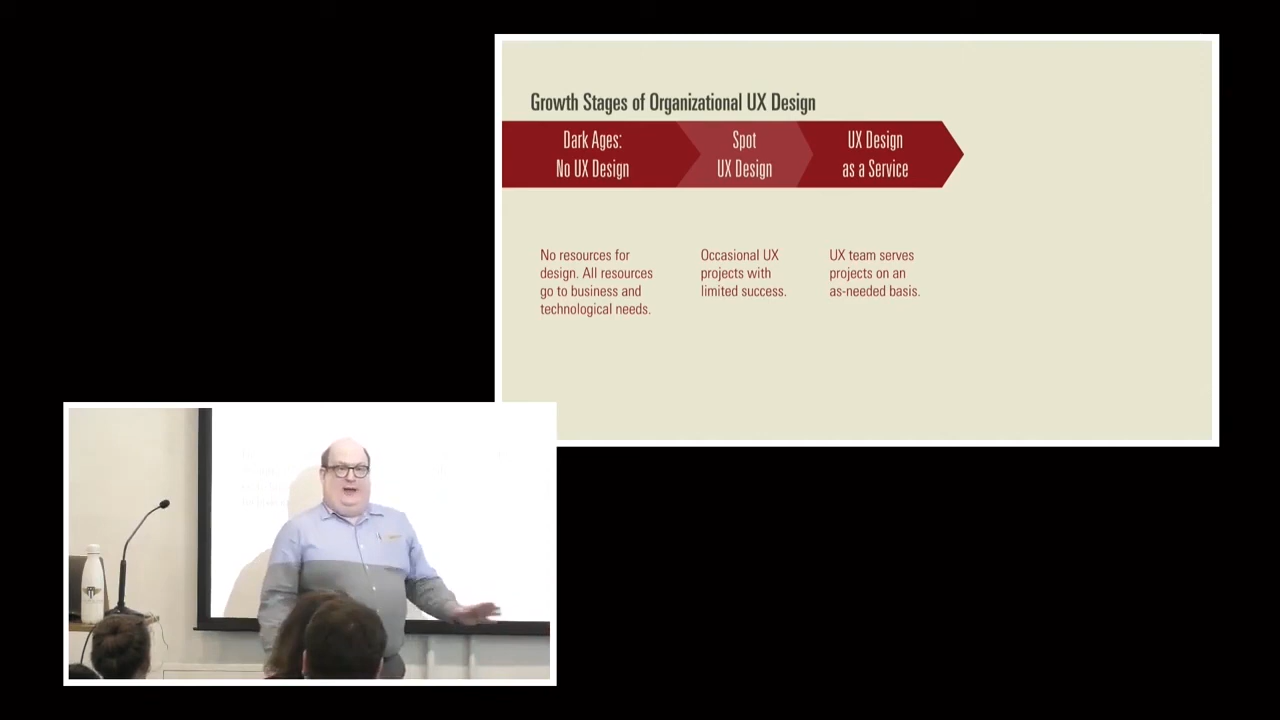 Growth Stages of Organizational UX Design
Dark Ages:
No UX Design
Spot
UX Design
UX Design
as a Service
No resources for
design. All resources
go to business and
technological needs.
Occasional UX
projects with
limited success.
UX team serves
projects on an
as-needed basis.